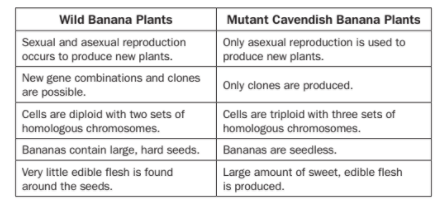 Wild Banana Plants
Mutant Cavendish Banana Plants
Sexual and asexual reproduction
occurs to produce new plants.
Only asexual reproduction is used to
produce new plants.
New gene combinations and clones
are possible.
Only clones are produced.
Cells are diploid with two sets of
homologous chromosomes.
Cells are triploid with three sets of
homologous chromosomes.
Bananas contain large, hard seeds.
Bananas are seedless.
Very little edible flesh is found
around the seeds.
Large amount of sweet, edible flesh
is produced.